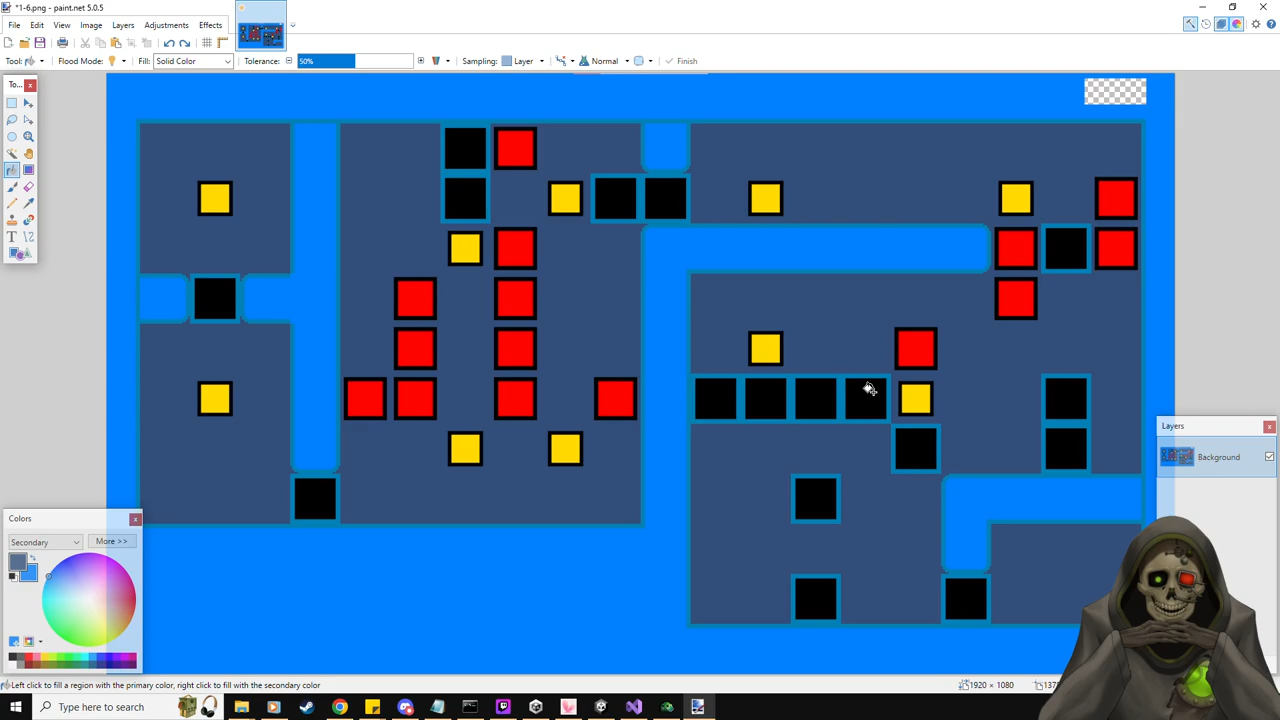 *1-6.png - paint.net 5.0.5
File Edit View Image Layers Adjustments Effects
Tool: Flood Mode: Fill: Solid Color Tolerance: 50% Sampling: Layer Normal Finish
To...
Layers
Background
Colors
Secondary More >>
Left click to fill a region with the primary color, right click to fill with the secondary color
1920 × 1080
Type here to search